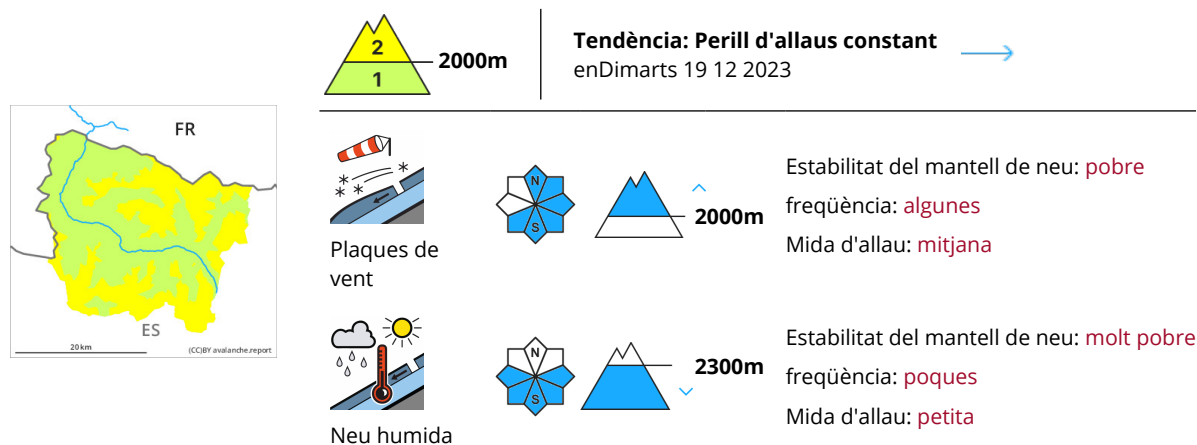 2
1
2000m
Tendència: Perill d'allaus constant
enDimarts 19 12 2023
FR
ES
20 km
(CC)BY avalanche.report
Plaques de
vent
N
S
2000m
Estabilitat del mantell de neu: pobre
freqüència: algunes
Mida d'allau: mitjana
Neu humida
N
S
2300m
Estabilitat del mantell de neu: molt pobre
freqüència: poques
Mida d'allau: petita